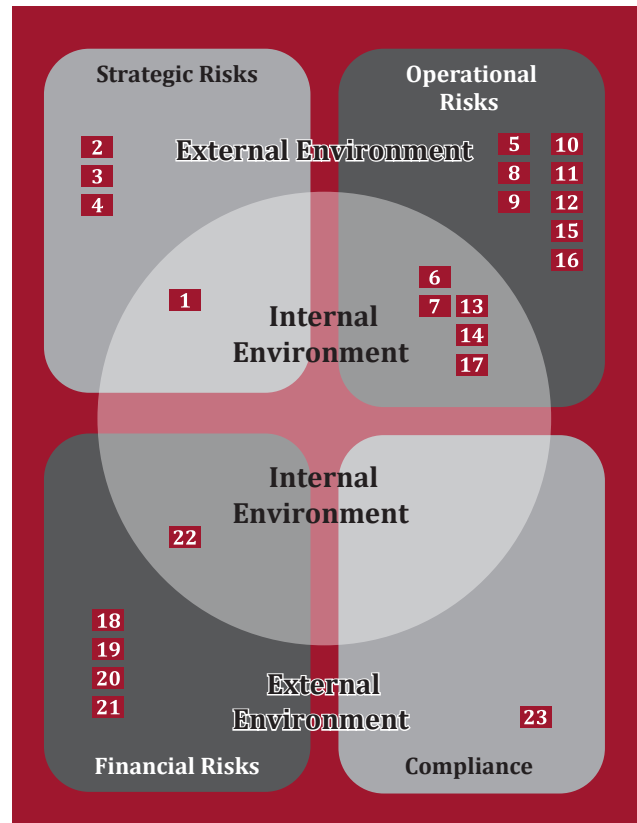 Strategic Risks
Operational
Risks
External Environment
2
3
4
5
8
9
10
11
12
15
16
1
6
7
13
14
17
Internal
Environment
Internal
Environment
22
18
19
20
21
External
Environment
23
Financial Risks
Compliance